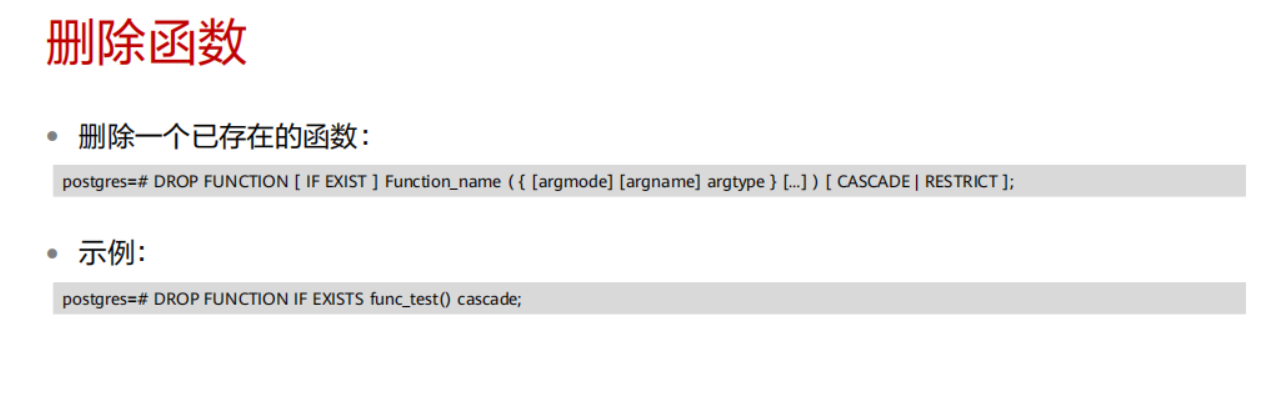 删除函数
删除一个已存在的函数：
postgres=# DROP FUNCTION [ IF EXIST ] Function_name ( { [argmode] [argname] argtype } [...] ) [ CASCADE | RESTRICT ];
示例：
postgres=# DROP FUNCTION IF EXISTS func_test() cascade;